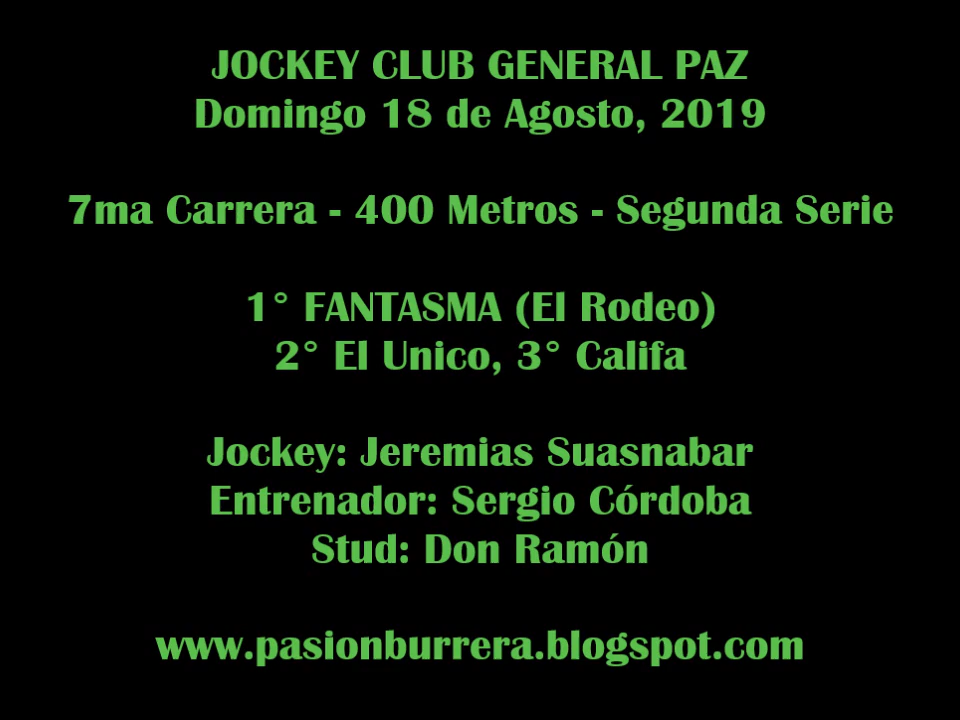 JOCKEY CLUB GENERAL PAZ
Domingo 18 de Agosto, 2019
7ma Carrera - 400 Metros - Segunda Serie
1° FANTASMA (El Rodeo)
2° El Unico, 3° Califa
Jockey: Jeremias Suasnabar
Entrenador: Sergio Córdoba
Stud: Don Ramón
www.pasionburrera.blogspot.com